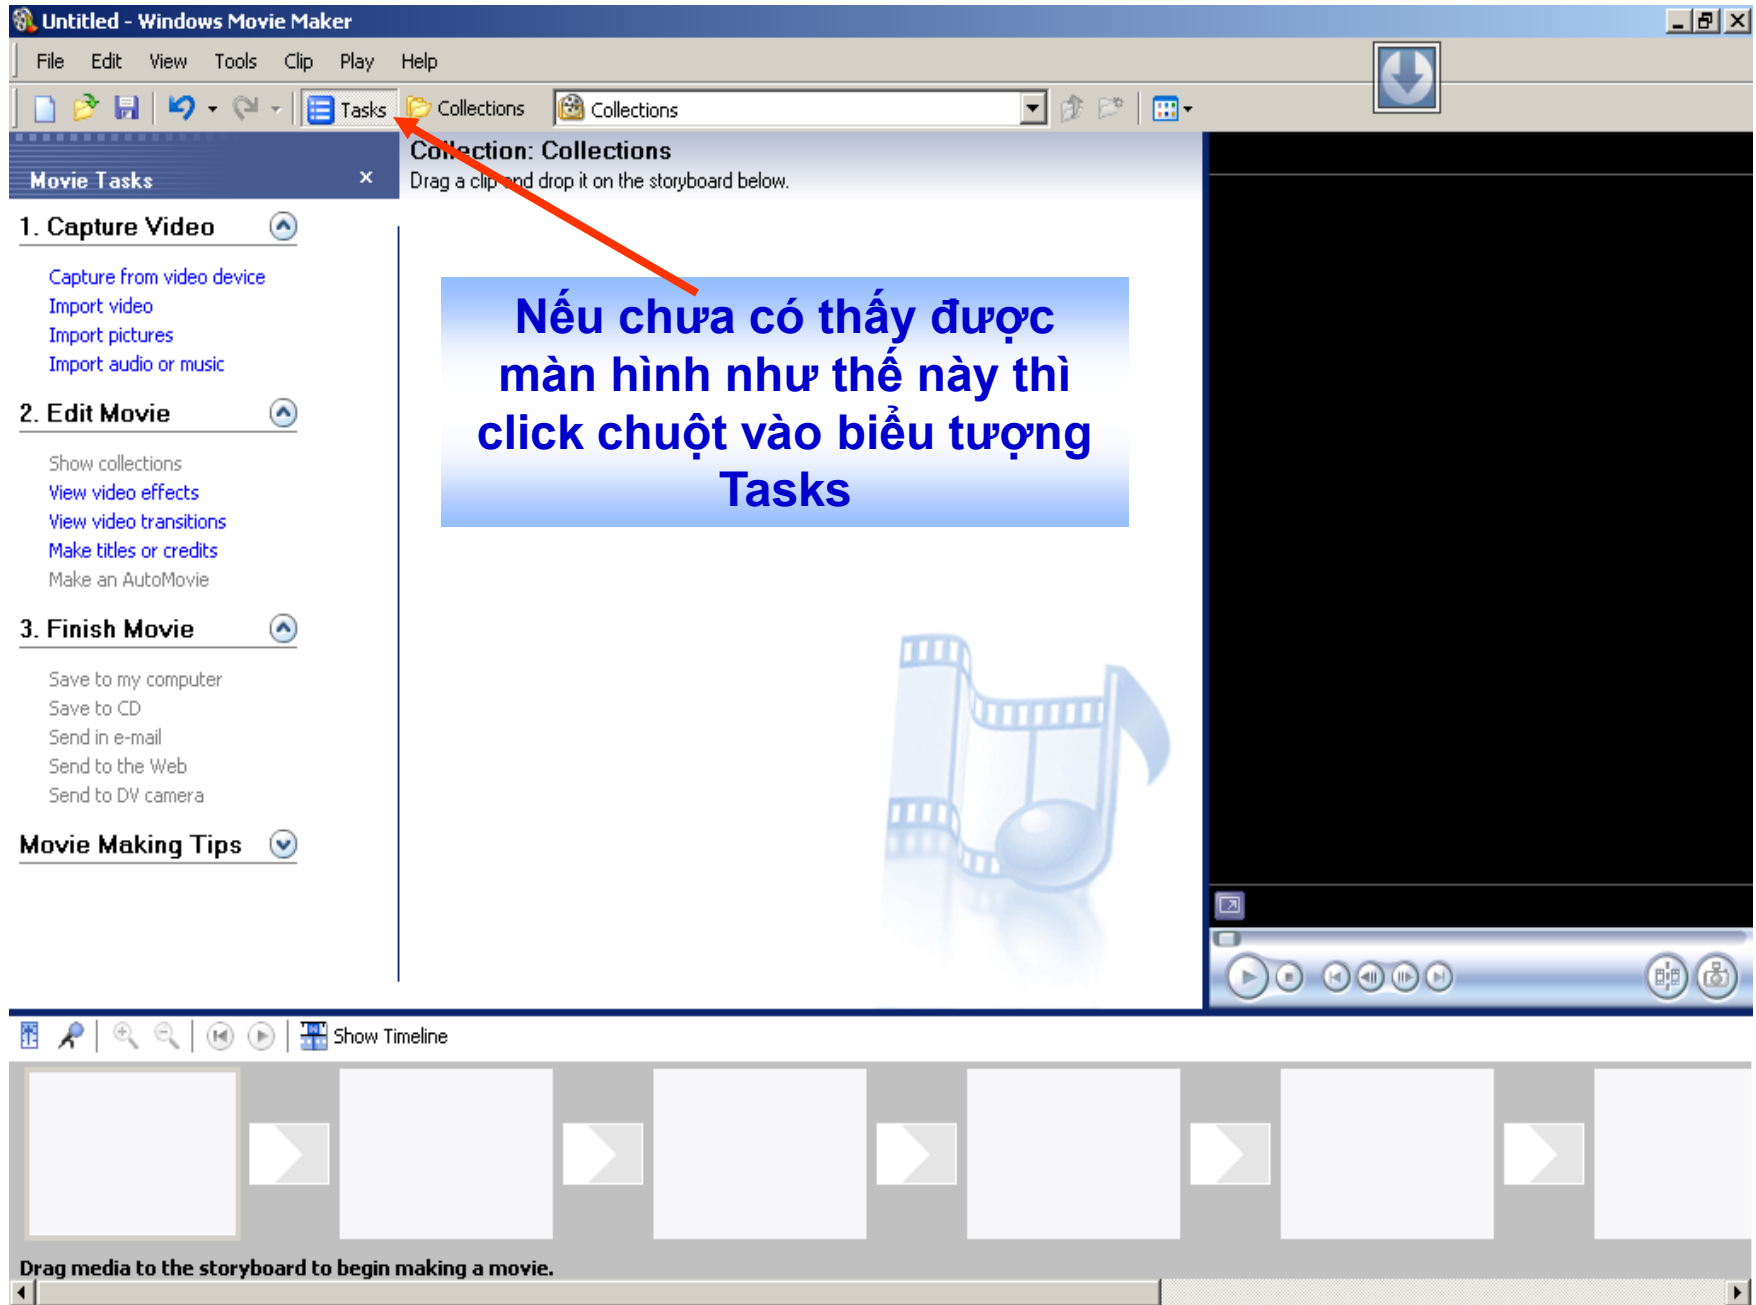 Untitled - Windows Movie Maker
File Edit View Tools Clip Play Help
Tasks Collections Collections
Movie Tasks
Collection: Collections
Drag a clip and drop it on the storyboard below.
1. Capture Video
Capture from video device
Import video
Import pictures
Import audio or music
2. Edit Movie
Show collections
View video effects
View video transitions
Make titles or credits
Make an AutoMovie
3. Finish Movie
Save to my computer
Save to CD
Send in e-mail
Send to the Web
Send to DV camera
Movie Making Tips
Nếu chưa có thấy được
màn hình như thế này thì
click chuột vào biểu tượng
Tasks
Show Timeline
Drag media to the storyboard to begin making a movie.